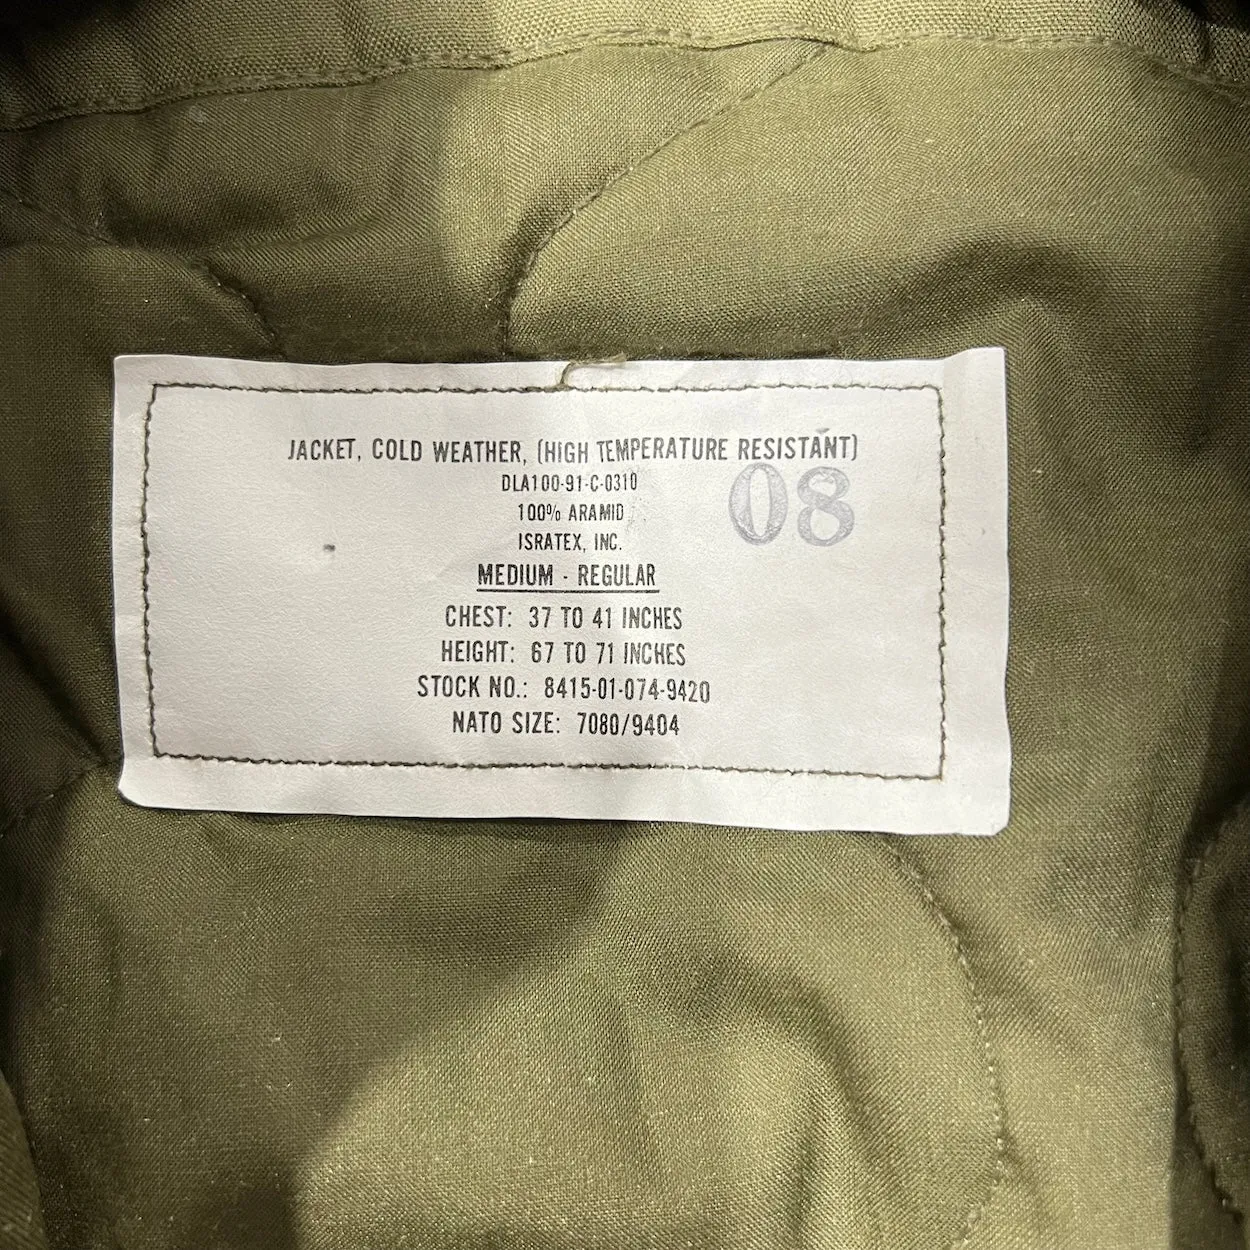 JACKET, COLD WEATHER, (HIGH TEMPERATURE RESISTANT)
DLA100-91-C-0310
100% ARAMID
ISRATEX, INC.
MEDIUM - REGULAR
CHEST: 37 TO 41 INCHES
HEIGHT: 67 TO 71 INCHES
STOCK NO.: 8415-01-074-9420
NATO SIZE: 7080/9404
08